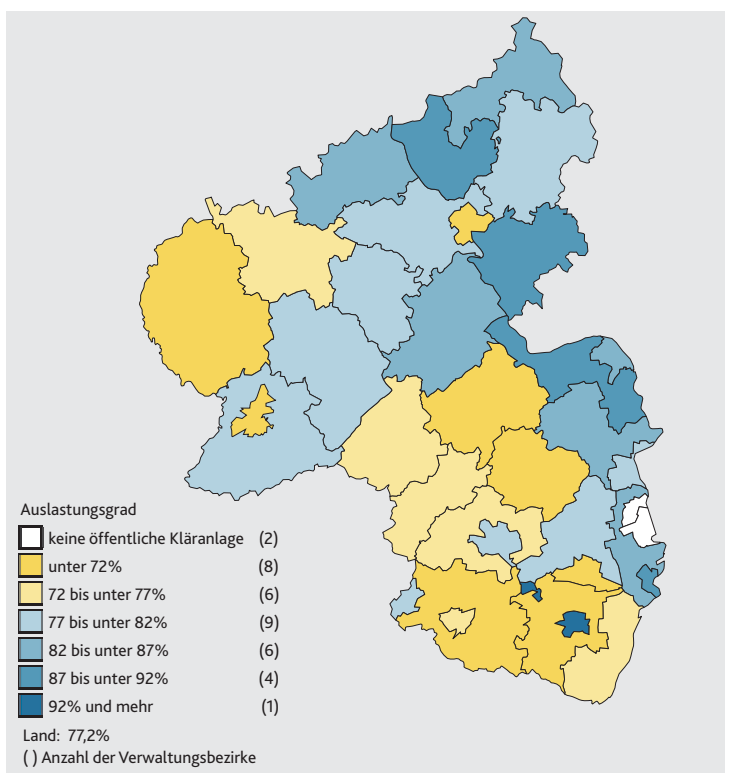 Auslastungsgrad
keine öffentliche Kläranlage (2)
unter 72% (8)
72 bis unter 77% (6)
77 bis unter 82% (9)
82 bis unter 87% (6)
87 bis unter 92% (4)
92% und mehr (1)
Land: 77,2%
( ) Anzahl der Verwaltungsbezirke